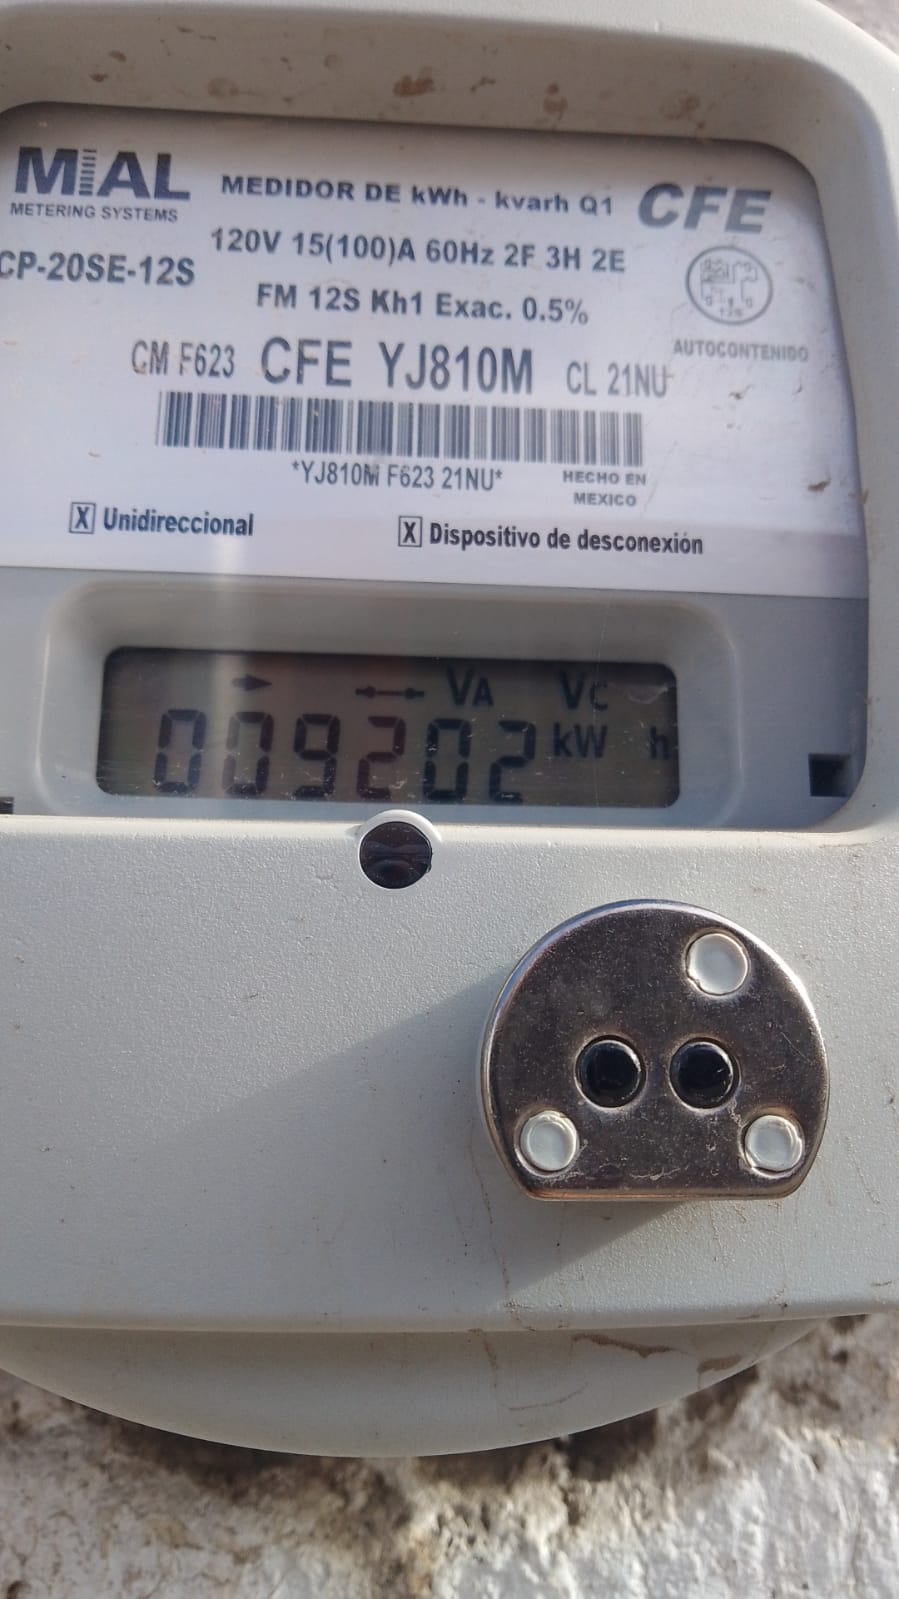 MIAL
METERING SYSTEMS
MEDIDOR DE kWh - kvarh Q1
CFE
CP-20SE-12S
120V 15(100)A 60Hz 2F 3H 2E
FM 12S Kh1 Exac. 0.5%
AUTOCONTENIDO
CM F623 CFE YJ810M CL 21NU
*YJ810M F623 21NU*
HECHO EN
MEXICO
X Unidireccional
X Dispositivo de desconexión
VA VC
009202 kW h